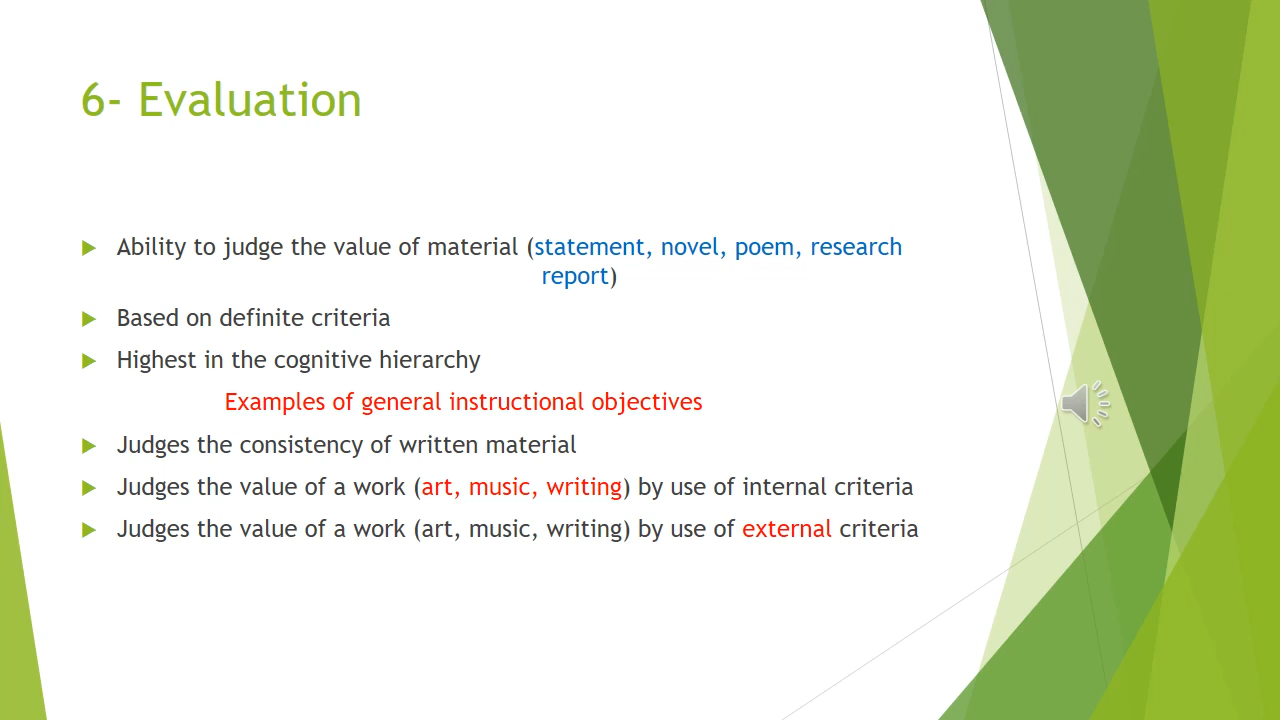 6- Evaluation
Ability to judge the value of material (statement, novel, poem, research
report)
Based on definite criteria
Highest in the cognitive hierarchy
Examples of general instructional objectives
Judges the consistency of written material
Judges the value of a work (art, music, writing) by use of internal criteria
Judges the value of a work (art, music, writing) by use of external criteria